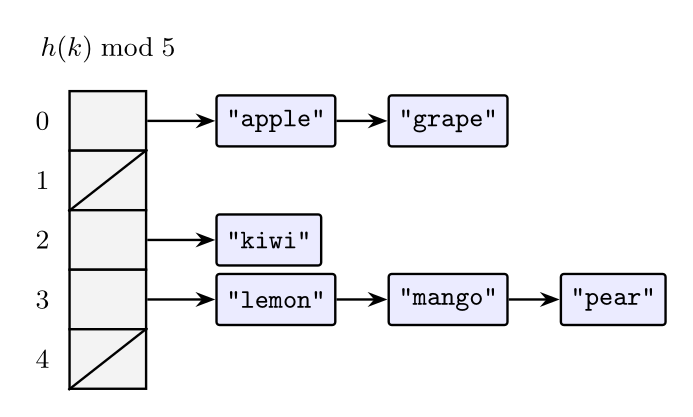 h(k) mod 5
0 "apple" "grape"
1
2 "kiwi"
3 "lemon" "mango" "pear"
4